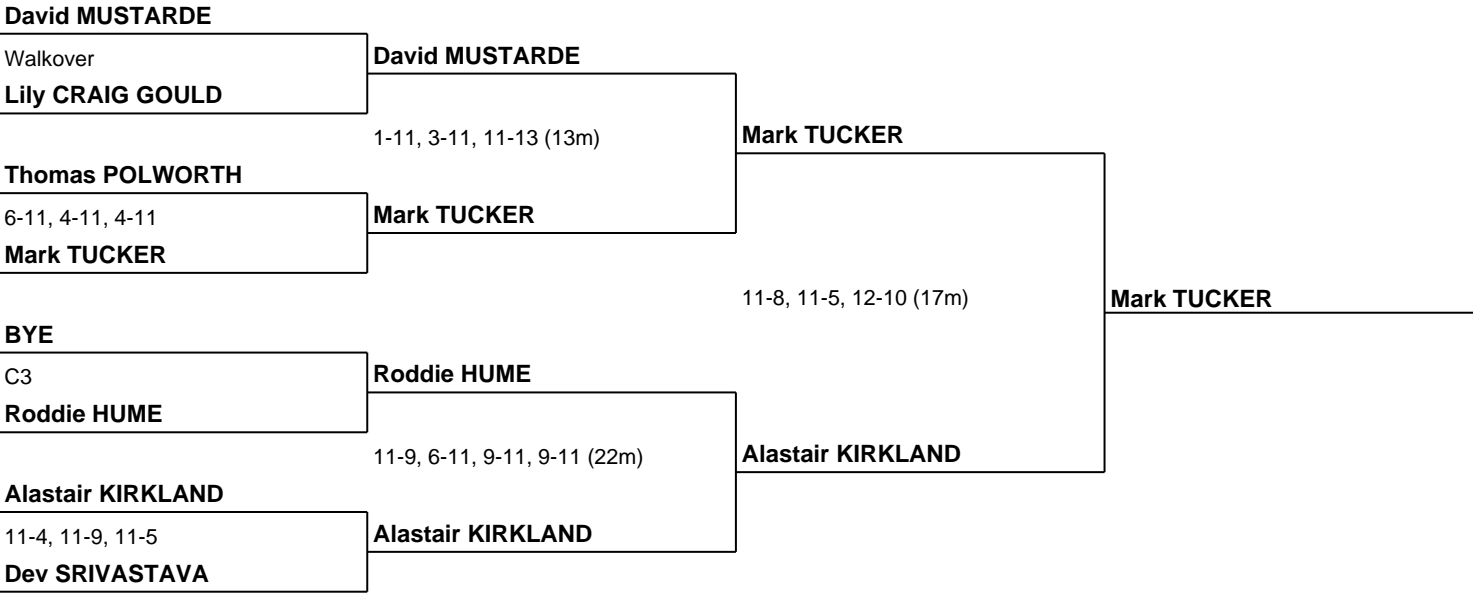 David MUSTARDE
Walkover
Lily CRAIG GOULD
David MUSTARDE
1-11, 3-11, 11-13 (13m)
Mark TUCKER
Thomas POLWORTH
6-11, 4-11, 4-11
Mark TUCKER
Mark TUCKER
11-8, 11-5, 12-10 (17m)
Mark TUCKER
BYE
C3
Roddie HUME
Roddie HUME
11-9, 6-11, 9-11, 9-11 (22m)
Alastair KIRKLAND
Alastair KIRKLAND
11-4, 11-9, 11-5
Dev SRIVASTAVA
Alastair KIRKLAND